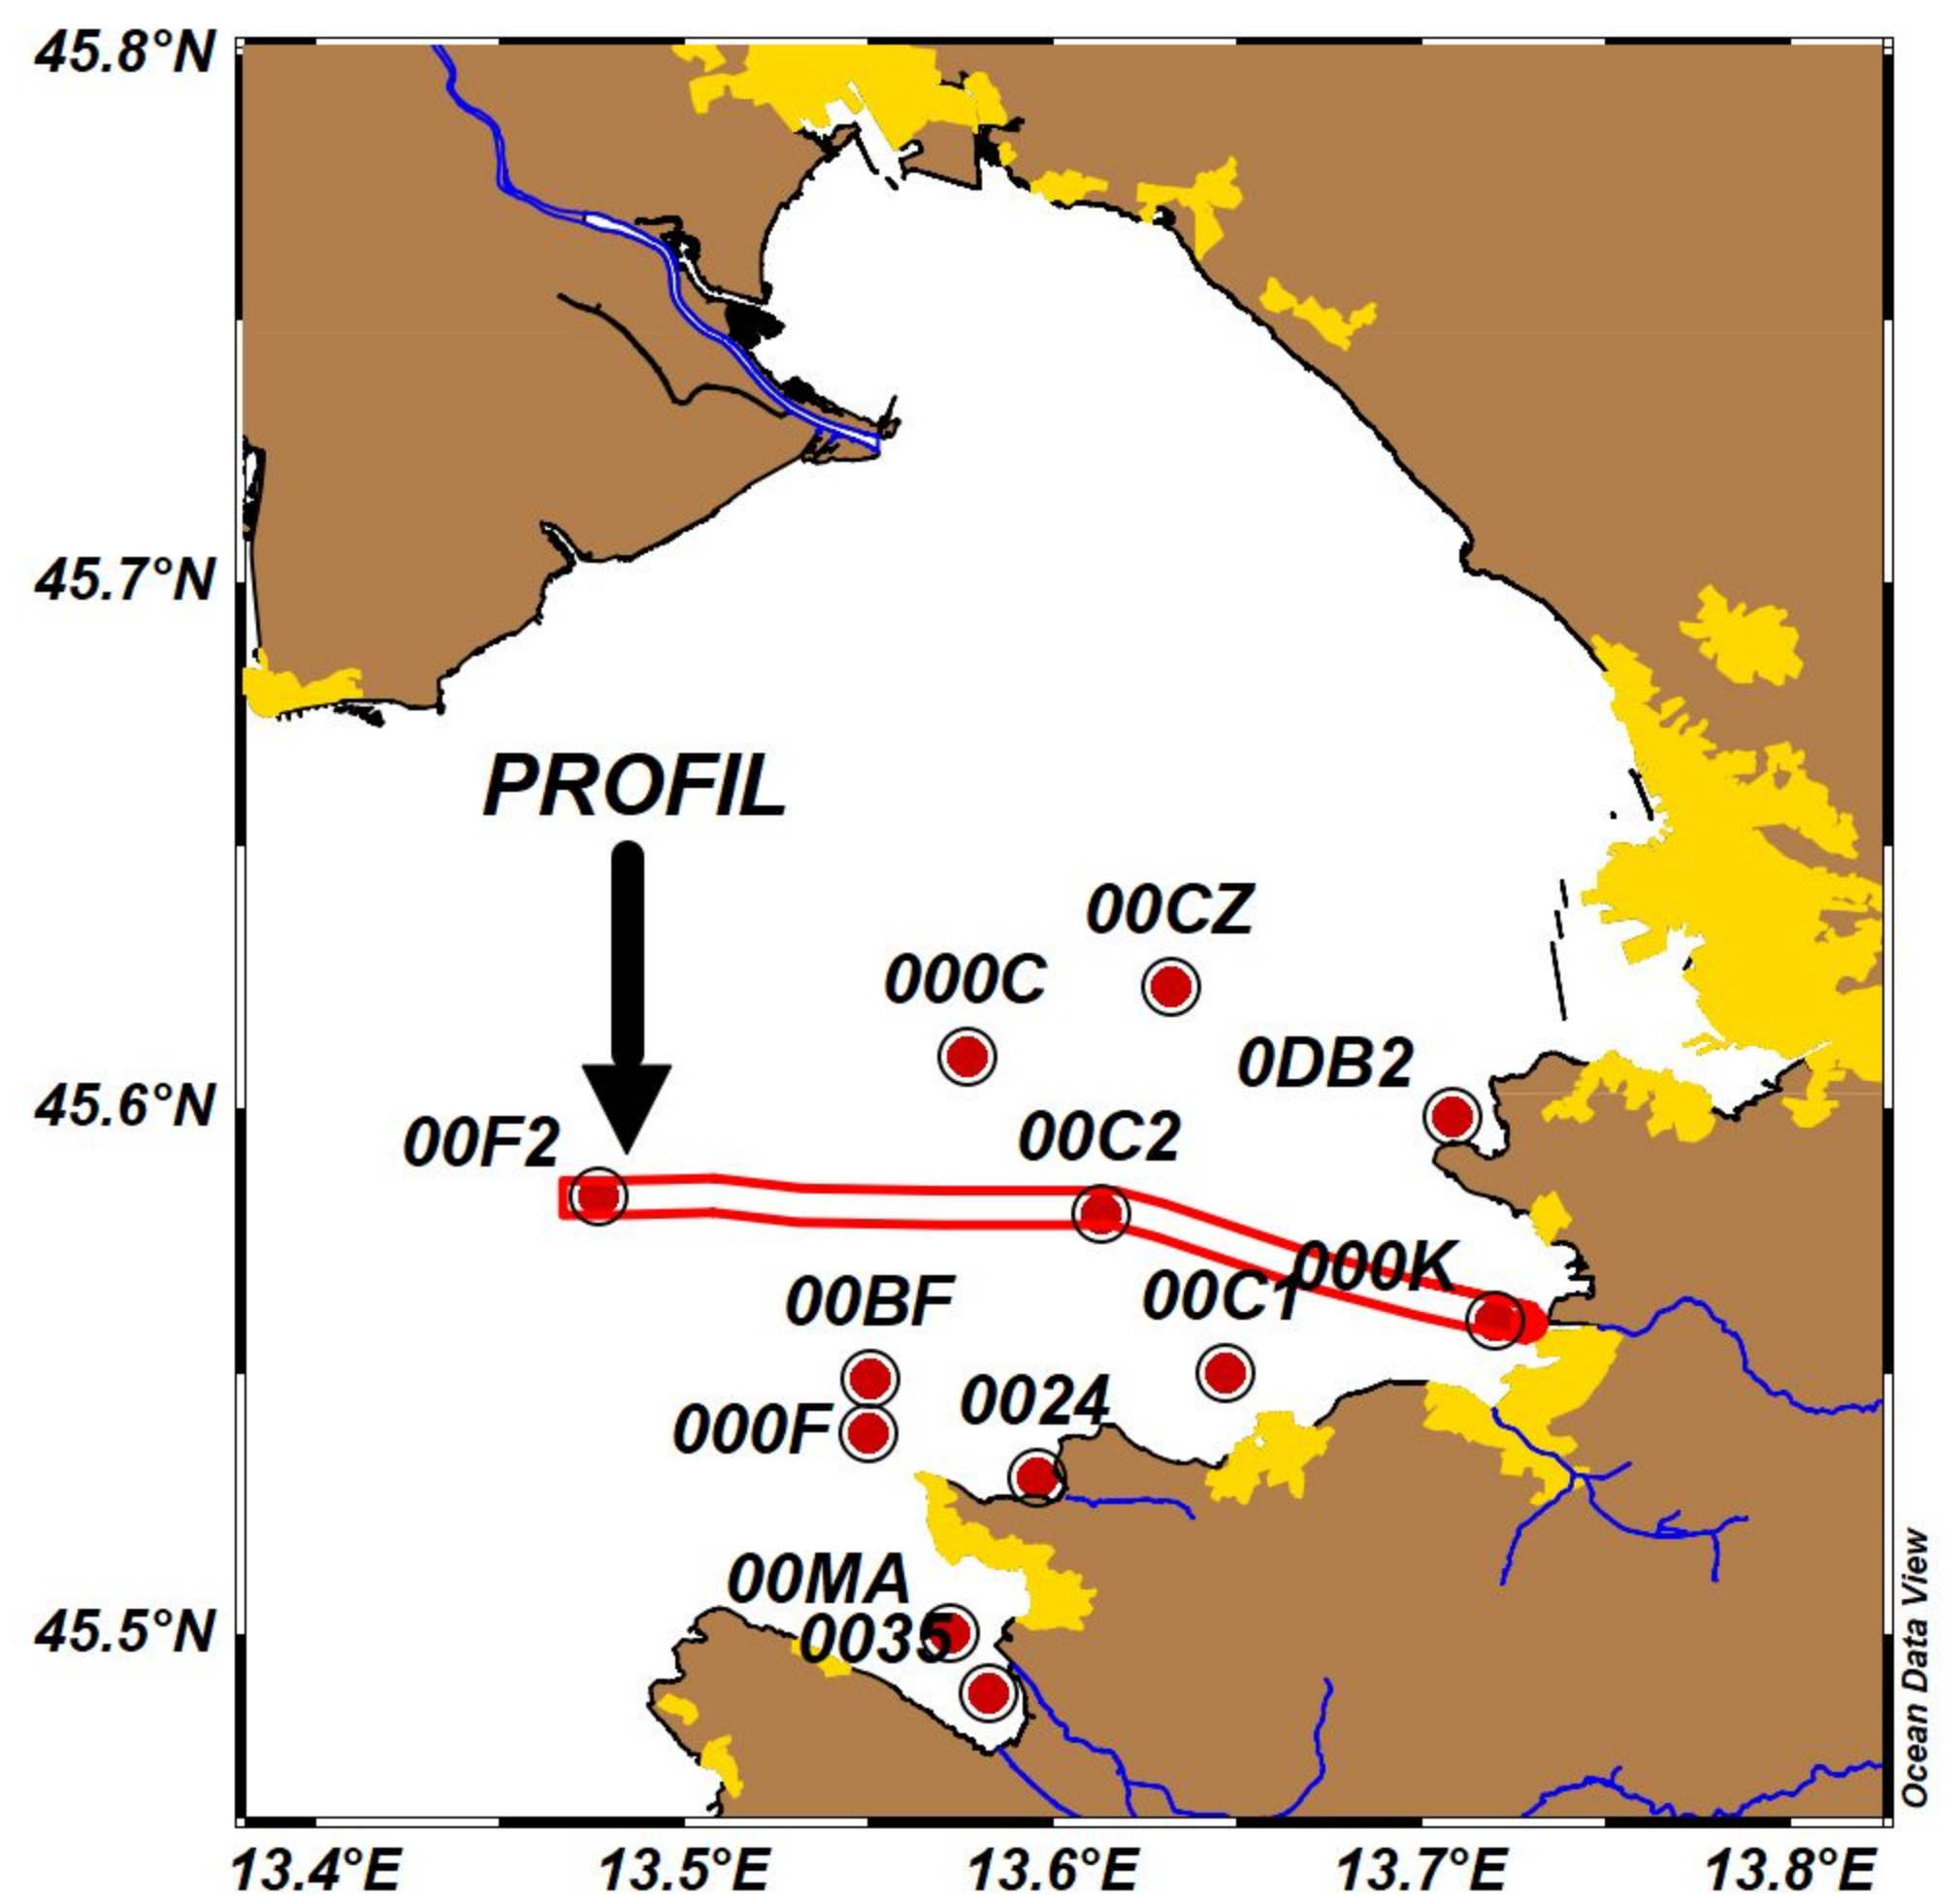 45.8°N
45.7°N
PROFIL
00CZ
000C
0DB2
45.6°N
00C2
00F2
000K
00C1
00BF
0024
000F
00MA
45.5°N
0035
Ocean Data View
13.4°E
13.5°E
13.6°E
13.7°E
13.8°E